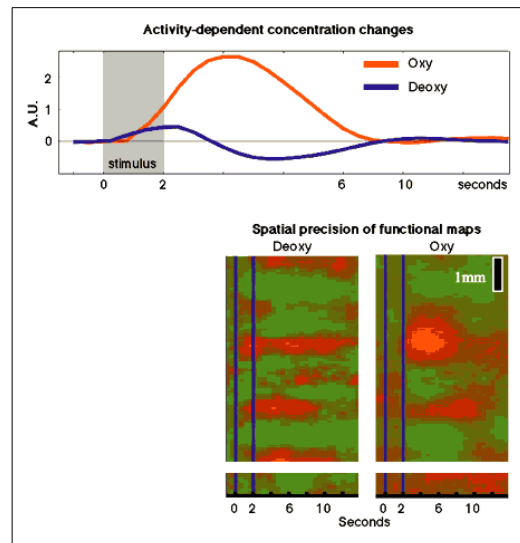 Activity-dependent concentration changes
Oxy
Deoxy
A.U.
2
1
0
stimulus
0 2 6 10 seconds
Spatial precision of functional maps
Deoxy Oxy
1mm
0 2 6 10 0 2 6 10
Seconds